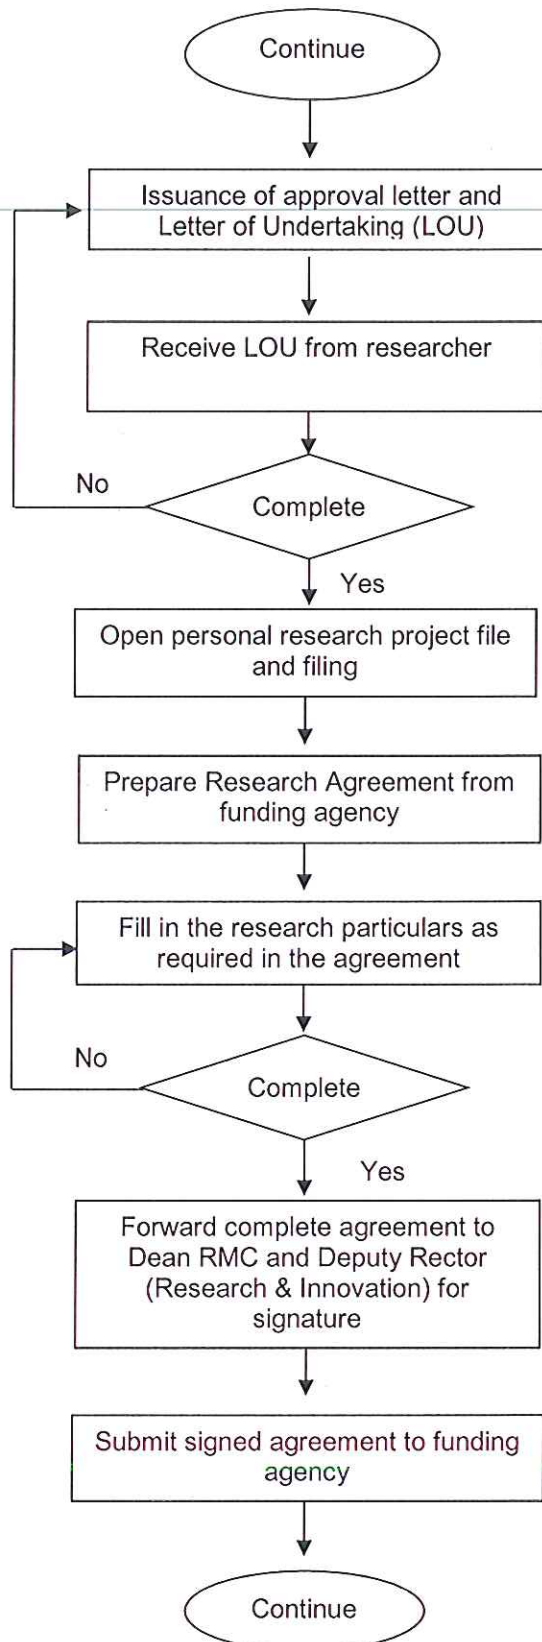 Continue
Issuance of approval letter and
Letter of Undertaking (LOU)
Receive LOU from researcher
No
Complete
Yes
Open personal research project file
and filing
Prepare Research Agreement from
funding agency
Fill in the research particulars as
required in the agreement
No
Complete
Yes
Forward complete agreement to
Dean RMC and Deputy Rector
(Research & Innovation) for
signature
Submit signed agreement to funding
agency
Continue